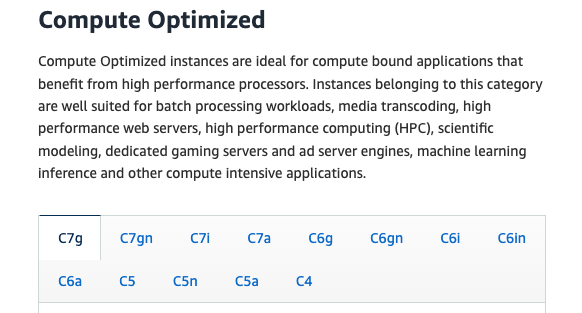 Compute Optimized
Compute Optimized instances are ideal for compute bound applications that
benefit from high performance processors. Instances belonging to this category
are well suited for batch processing workloads, media transcoding, high
performance web servers, high performance computing (HPC), scientific
modeling, dedicated gaming servers and ad server engines, machine learning
inference and other compute intensive applications.
C7g C7gn C7i C7a C6g C6gn C6i C6in
C6a C5 C5n C5a C4